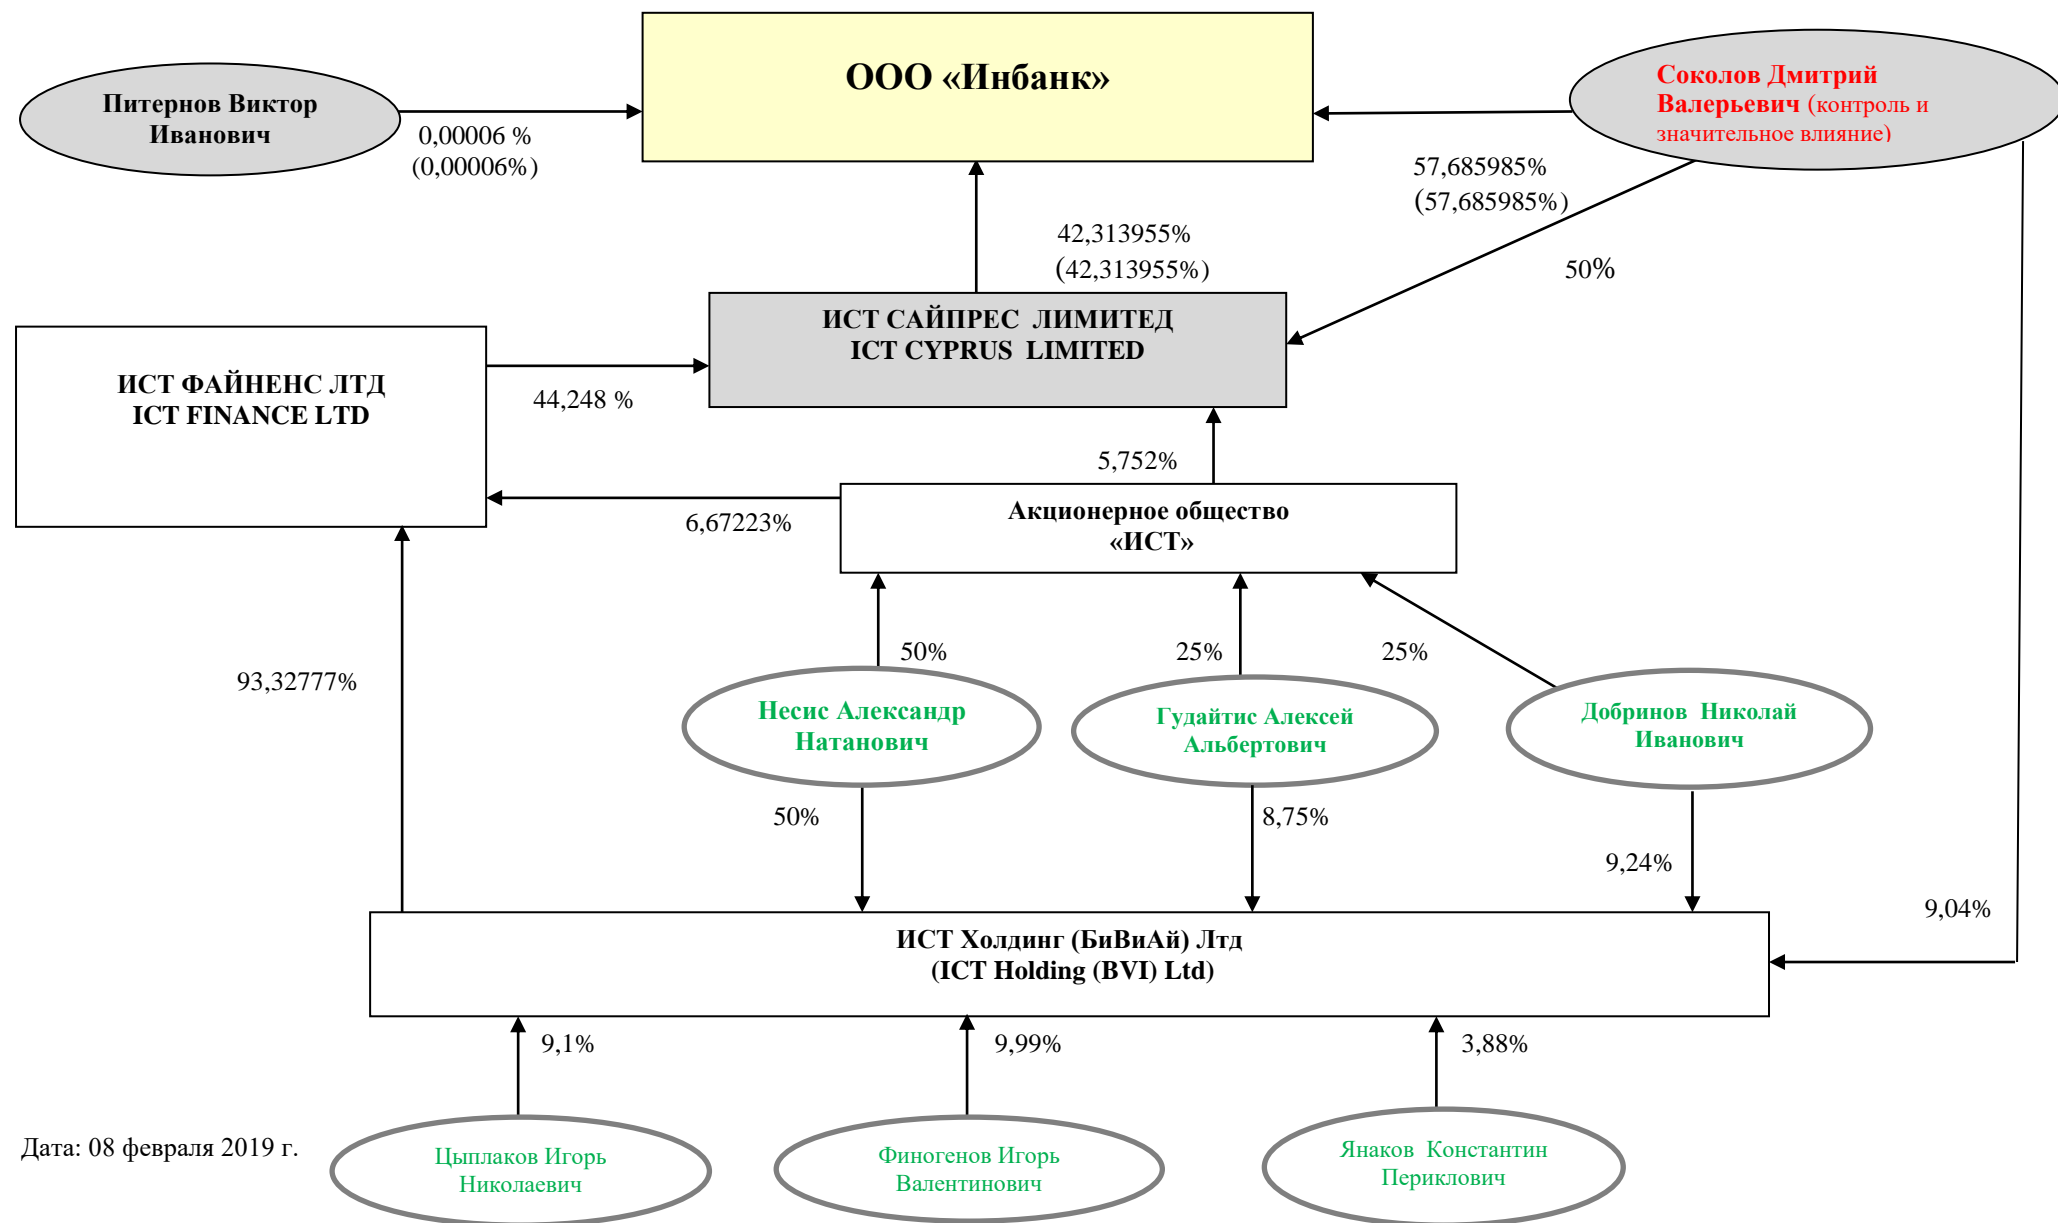 ООО «Инбанк»
Питернов Виктор
Иванович
Соколов Дмитрий
Валерьевич (контроль и
значительное влияние)
0,00006 %
(0,00006%)
57,685985%
(57,685985%)
42,313955%
(42,313955%)
50%
ИСТ САЙПРЕС ЛИМИТЕД
ICT CYPRUS LIMITED
ИСТ ФАЙНЕНС ЛТД
ICT FINANCE LTD
44,248 %
5,752%
Акционерное общество
«ИСТ»
6,67223%
50%
25%
25%
93,32777%
Несис Александр
Натанович
Гудайтис Алексей
Альбертович
Добринов Николай
Иванович
50%
8,75%
9,24%
9,04%
ИСТ Холдинг (БиВиАй) Лтд
(ICT Holding (BVI) Ltd)
9,1%
9,99%
3,88%
Дата: 08 февраля 2019 г.
Цыплаков Игорь
Николаевич
Финогенов Игорь
Валентинович
Янаков Константин
Периклович